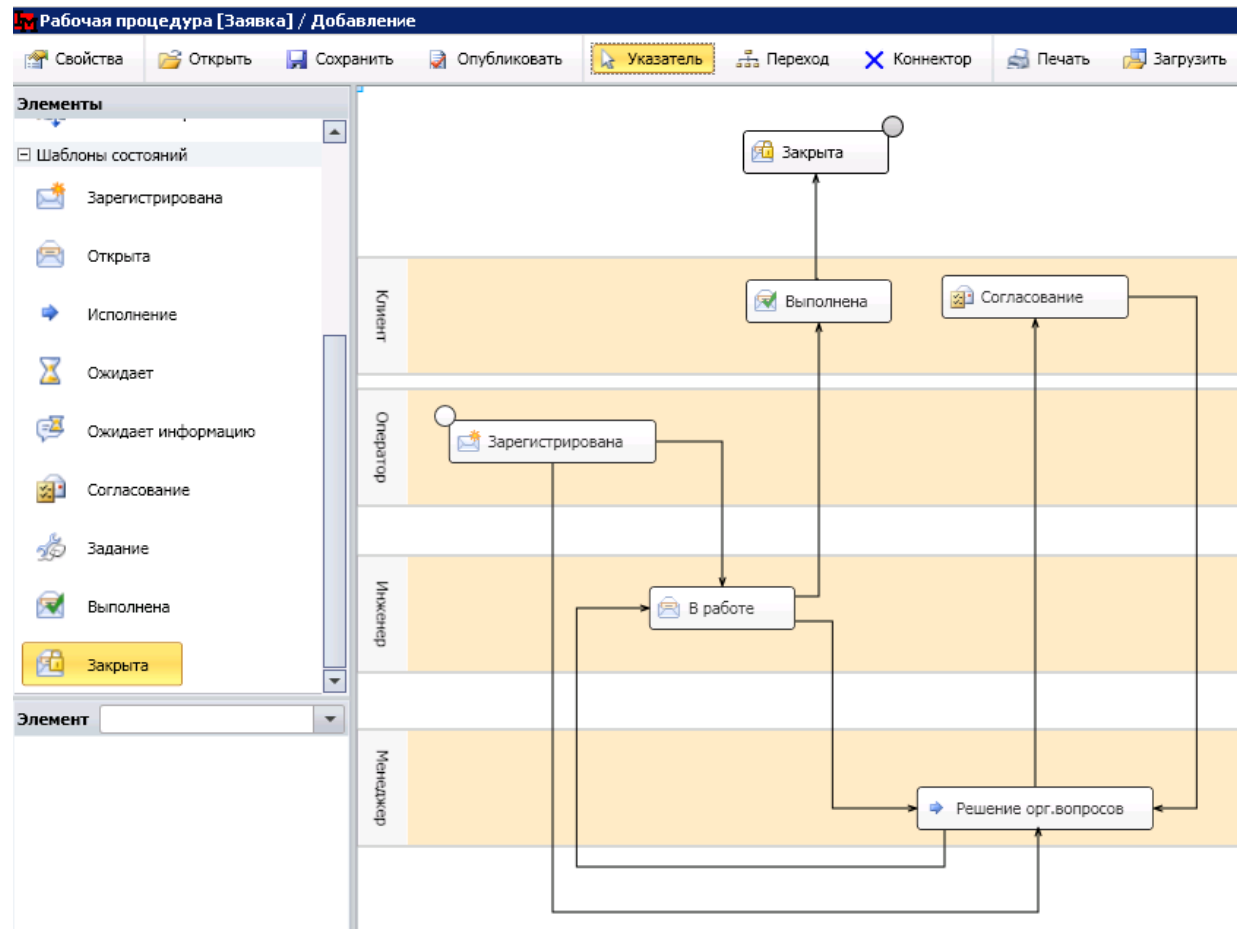 Рабочая процедура [Заявка] / Добавление
Свойства Открыть Сохранить Опубликовать Указатель Переход Коннектор Печать Загрузить
Элементы
Шаблоны состояний
Зарегистрирована
Открыта
Исполнение
Ожидает
Ожидает информацию
Согласование
Задание
Выполнена
Закрыта
Элемент
Закрыта
Клиент
Выполнена
Согласование
Оператор
Зарегистрирована
Инженер
В работе
Менеджер
Решение орг.вопросов